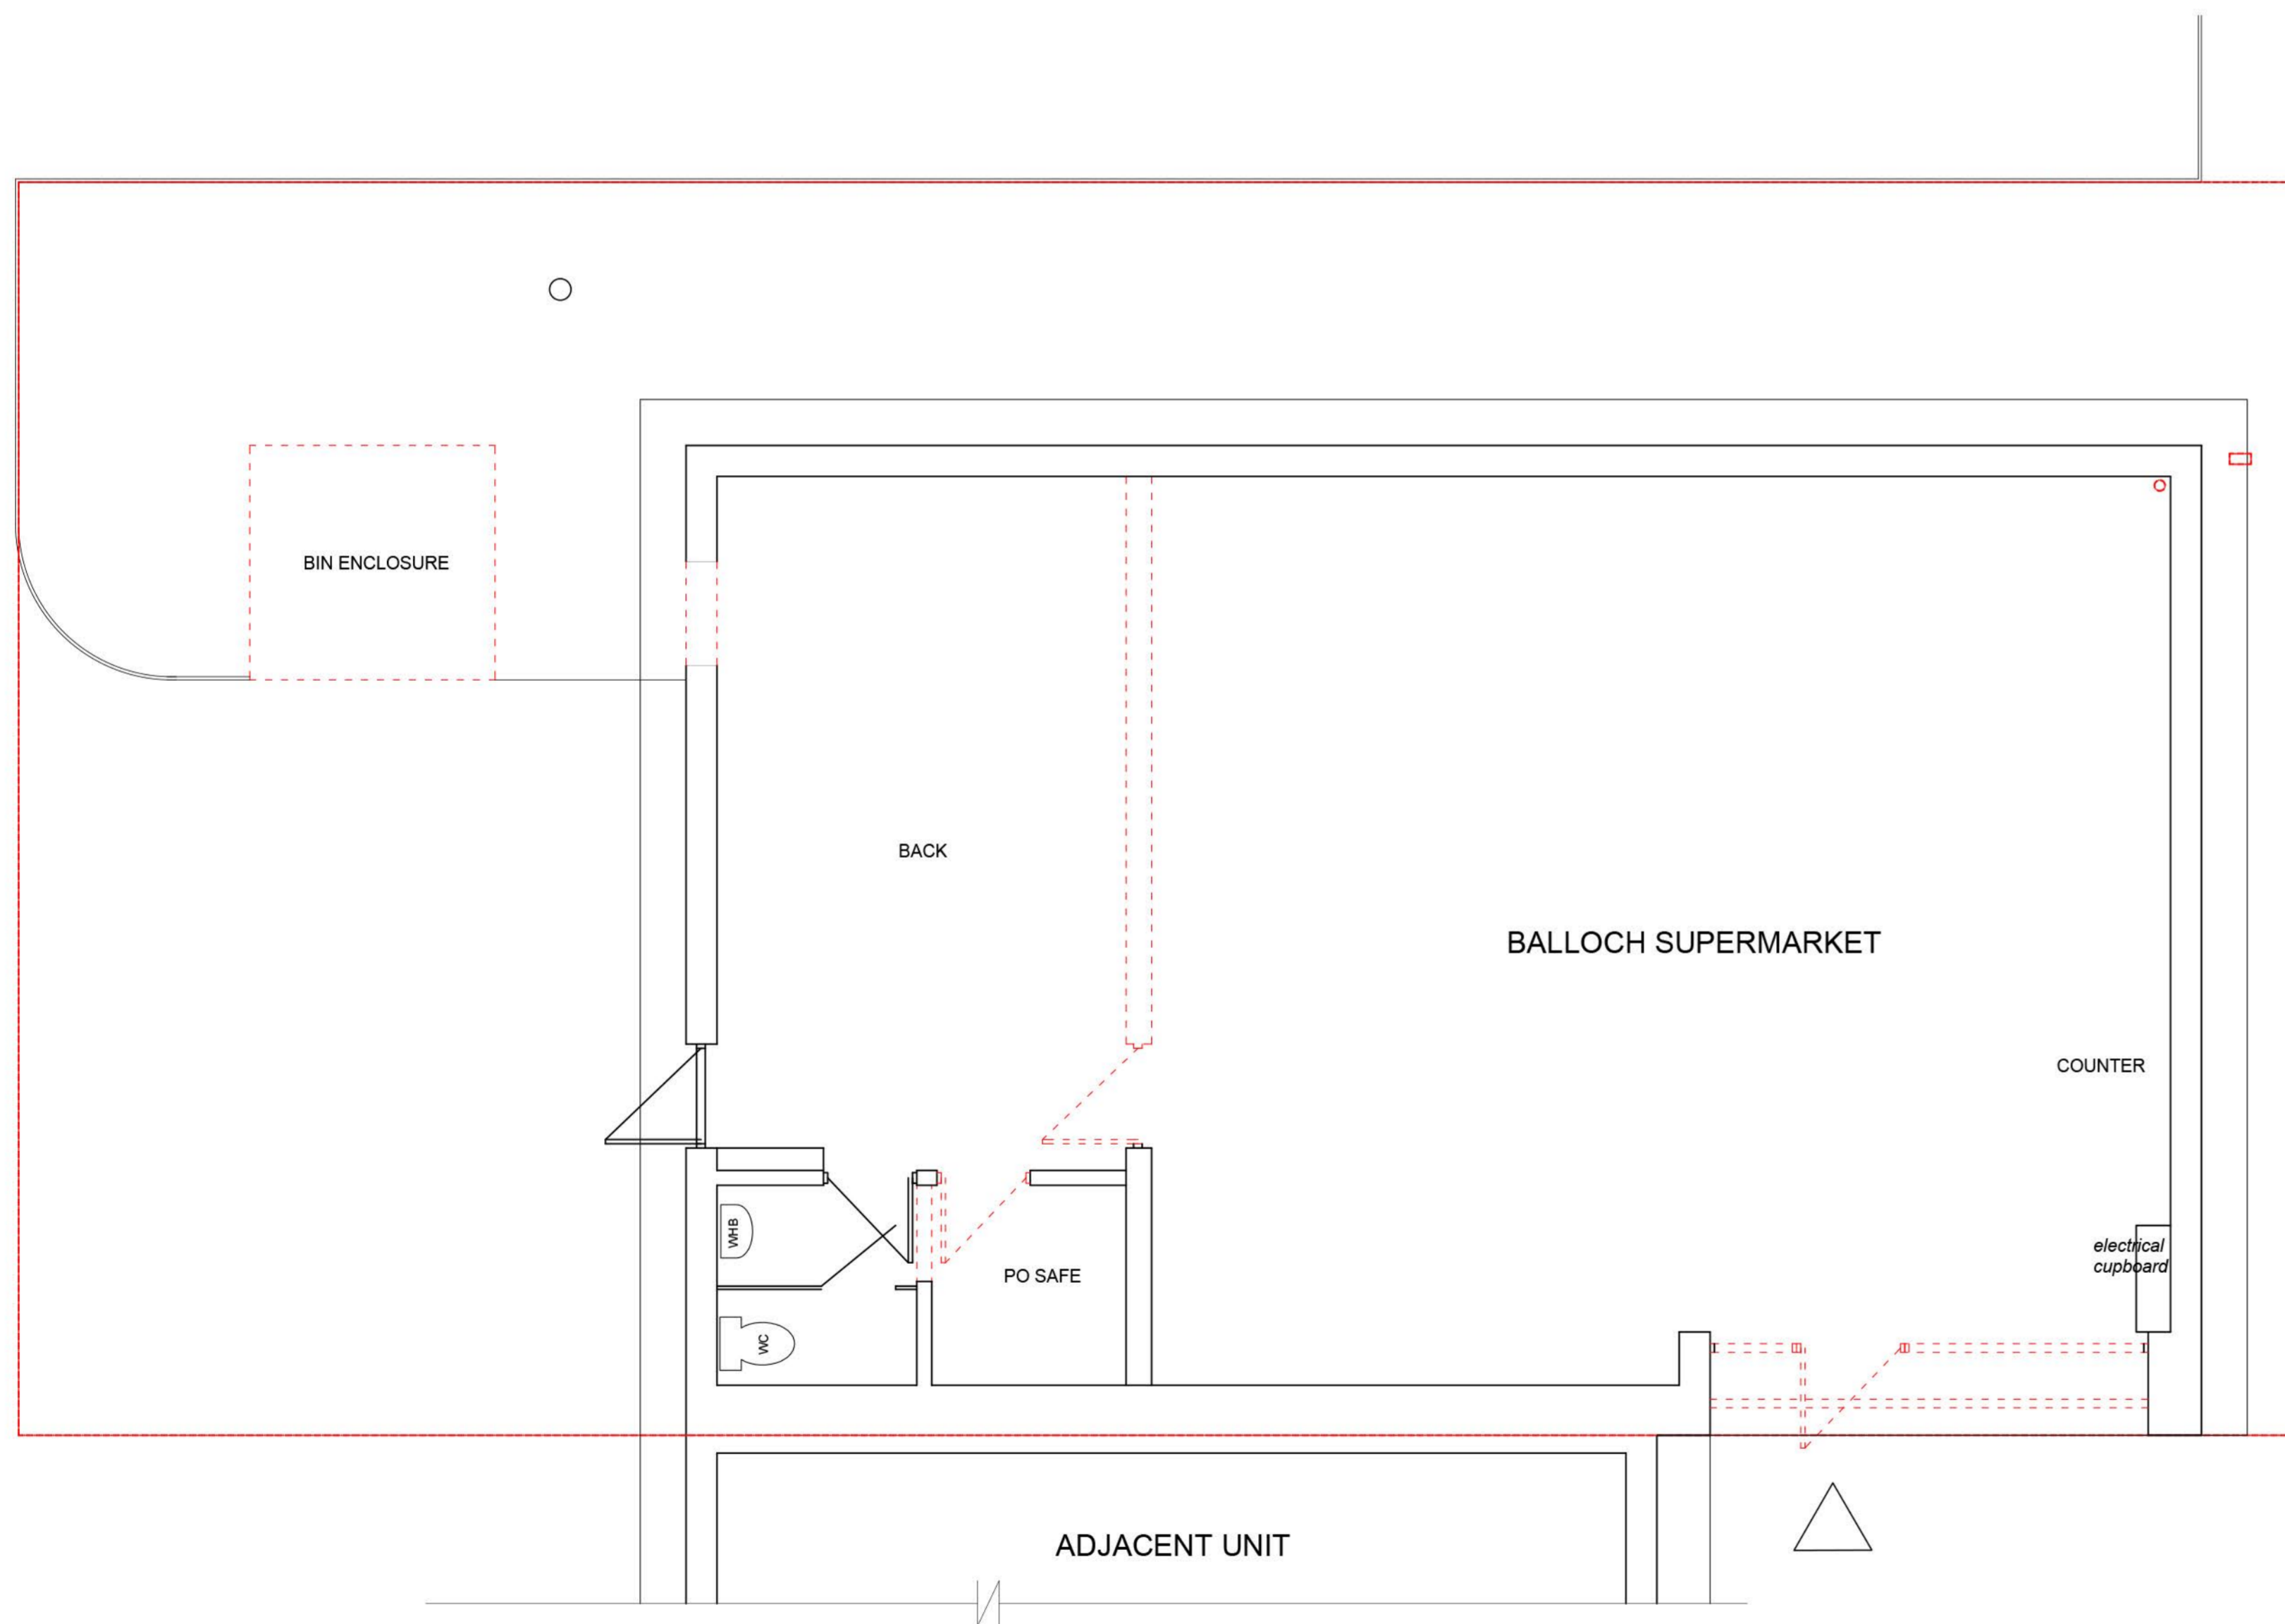 BIN ENCLOSURE
BACK
BALLOCH SUPERMARKET
COUNTER
WHB
electrical
cupboard
PO SAFE
WC
ADJACENT UNIT